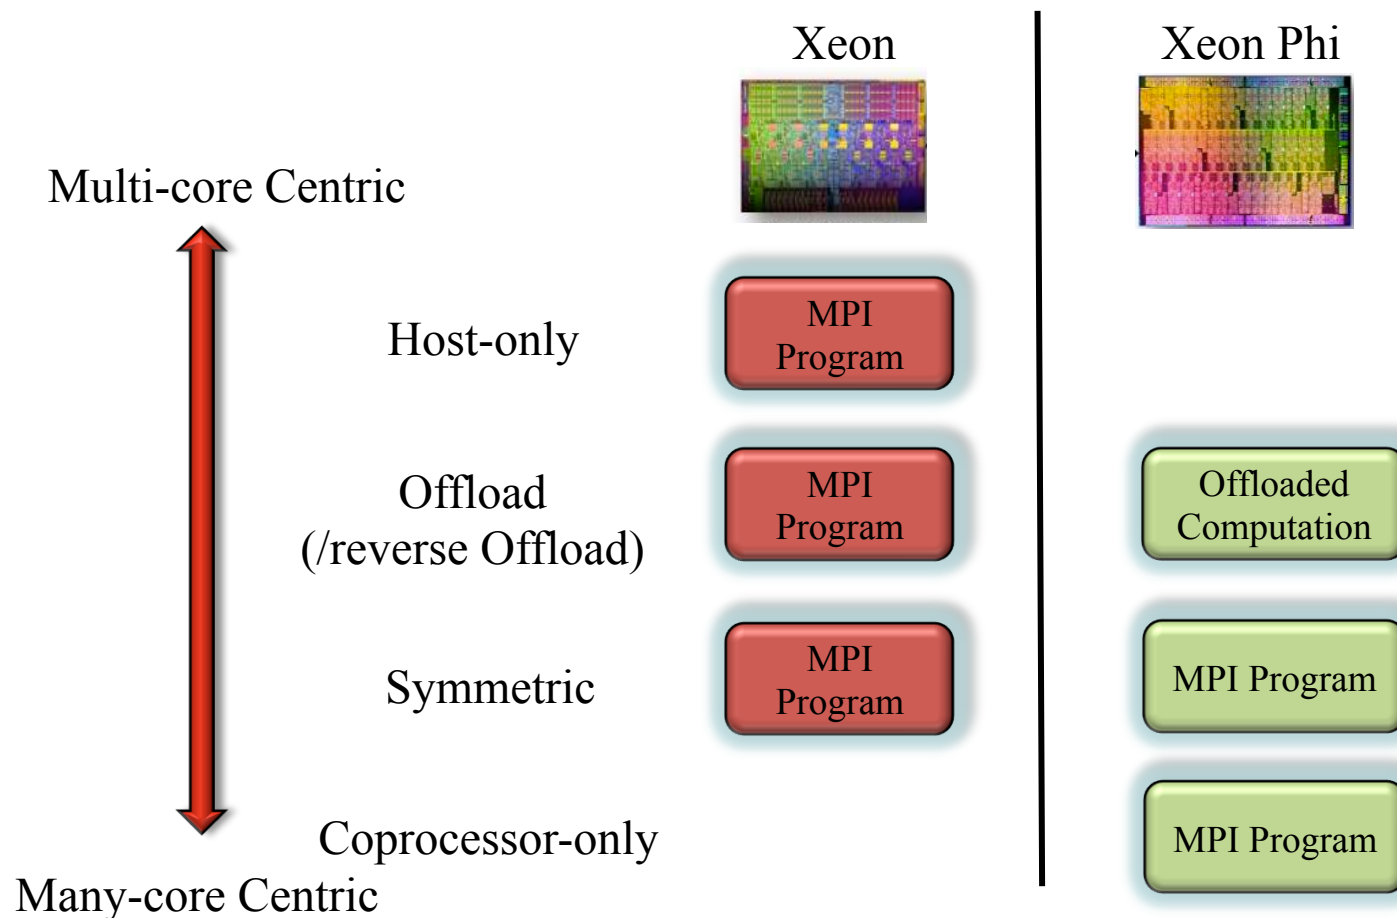 Xeon
Xeon Phi
Multi-core Centric
Host-only
MPI
Program
Offload
(/reverse Offload)
MPI
Program
Offloaded
Computation
Symmetric
MPI
Program
MPI Program
Coprocessor-only
MPI Program
Many-core Centric